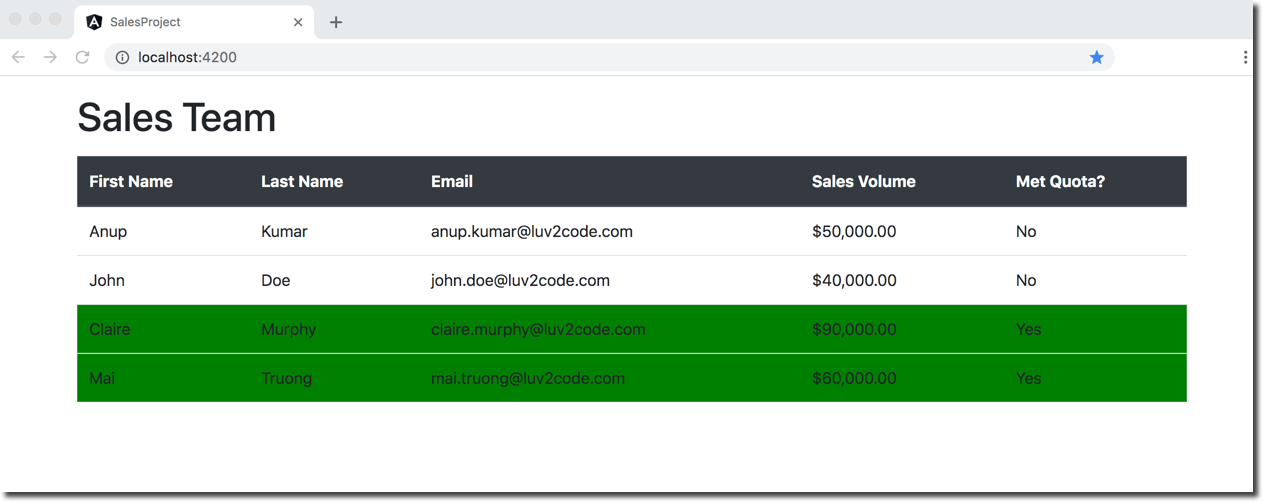 SalesProject
localhost:4200
Sales Team
First Name Last Name Email Sales Volume Met Quota?
Anup Kumar anup.kumar@luv2code.com $50,000.00 No
John Doe john.doe@luv2code.com $40,000.00 No
Claire Murphy claire.murphy@luv2code.com $90,000.00 Yes
Mai Truong mai.truong@luv2code.com $60,000.00 Yes